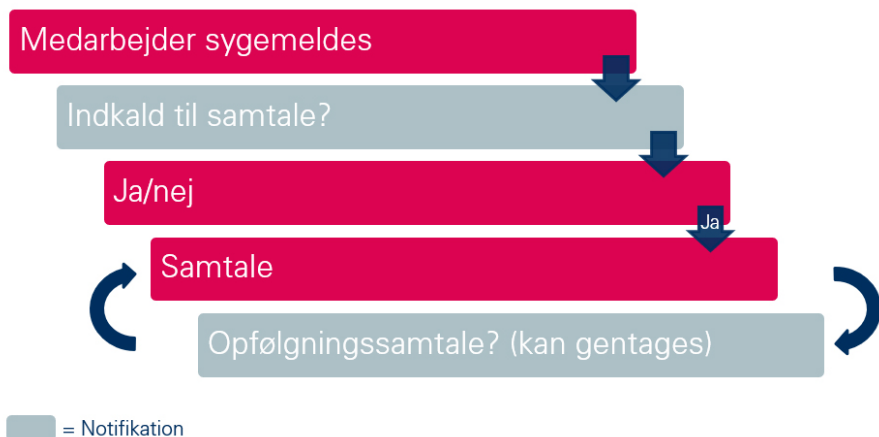 Medarbejder sygemeldes
Indkald til samtale?
Ja/nej
Ja
Samtale
Opfølgningssamtale? (kan gentages)
= Notifikation